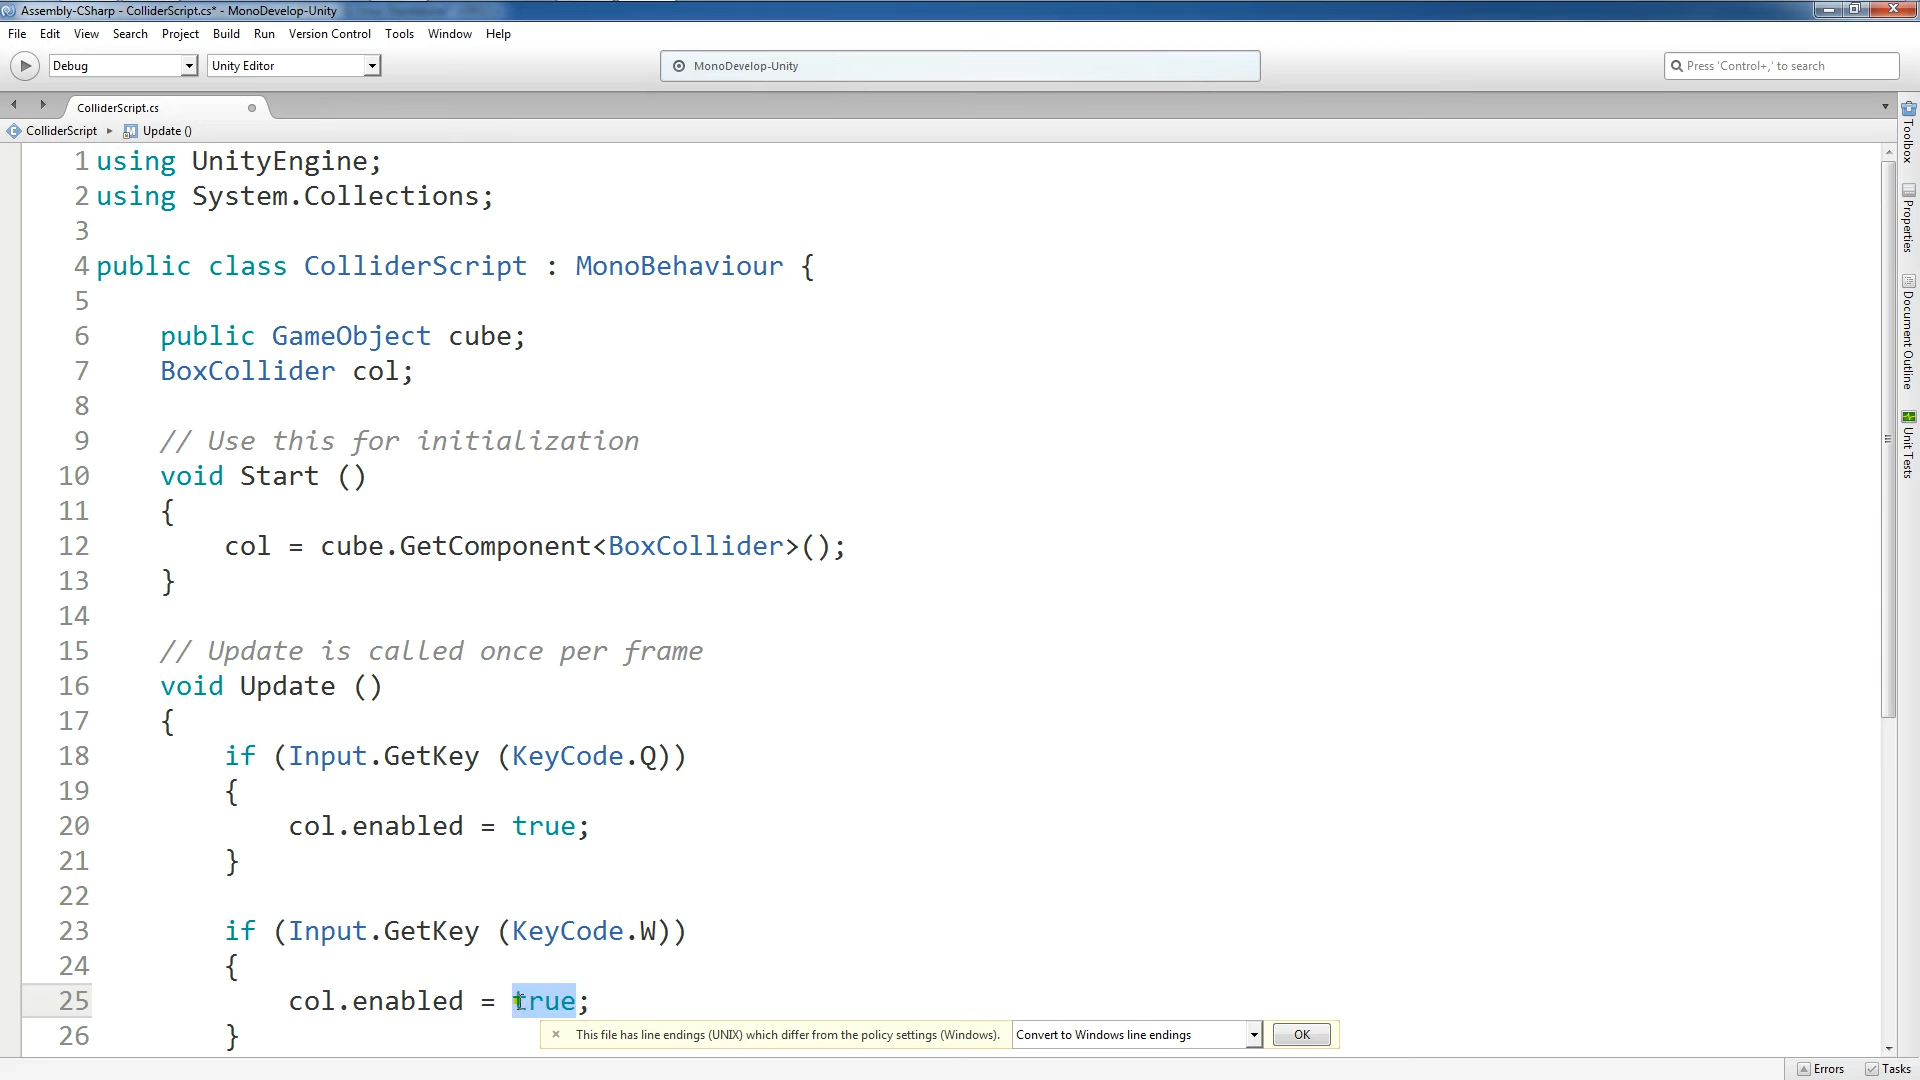 Assembly-CSharp - ColliderScript.cs* - MonoDevelop-Unity
File Edit View Search Project Build Run Version Control Tools Window Help
Debug Unity Editor MonoDevelop-Unity Press 'Control+,' to search
ColliderScript.cs
ColliderScript Update ()
1 using UnityEngine;
2 using System.Collections;
3
4 public class ColliderScript : MonoBehaviour {
5
6 public GameObject cube;
7 BoxCollider col;
8
9 // Use this for initialization
10 void Start ()
11 {
12 col = cube.GetComponent<BoxCollider>();
13 }
14
15 // Update is called once per frame
16 void Update ()
17 {
18 if (Input.GetKey (KeyCode.Q))
19 {
20 col.enabled = true;
21 }
22
23 if (Input.GetKey (KeyCode.W))
24 {
25 col.enabled = true;
26 }
This file has line endings (UNIX) which differ from the policy settings (Windows). Convert to Windows line endings OK
Toolbox
Properties
Document Outline
Unit Tests
Errors Tasks